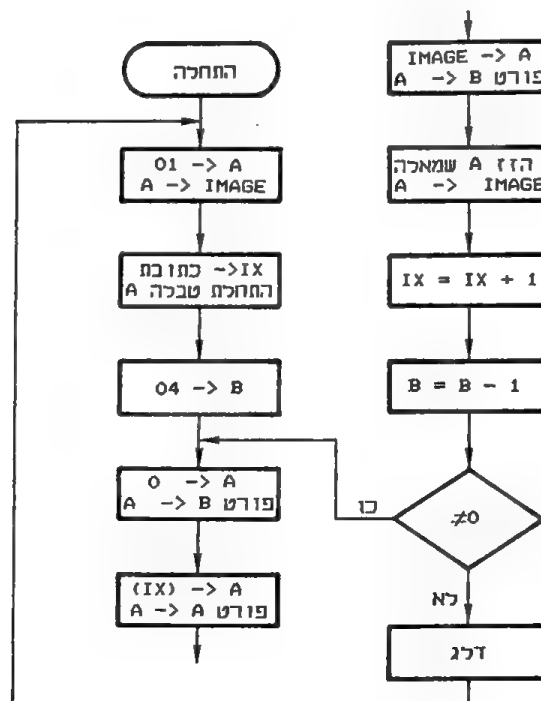 התחלה
01 -> A
A -> IMAGE
IX<- כתובת
התחלת טבלה A
04 -> B
0 -> A
A -> B פורט
(IX) -> A
A -> A פורט
IMAGE -> A
A -> B פורט
הזז A שמאלה
A -> IMAGE
IX = IX + 1
B = B - 1
≠0
כן
לא
דלג